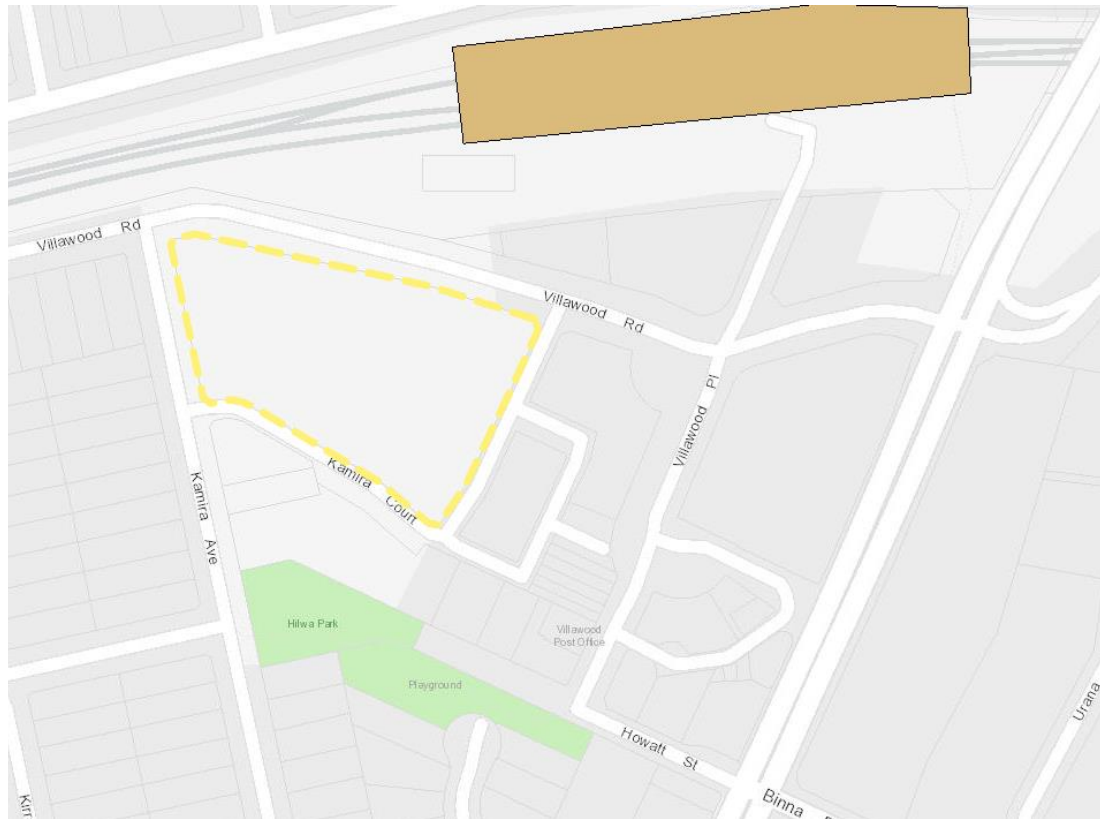 Villawood Rd
Villawood Rd
Villawood Pl
Kamira Court
Kamira Ave
Hilwa Park
Villawood
Post Office
Playground
Howatt St
Urana
Binna